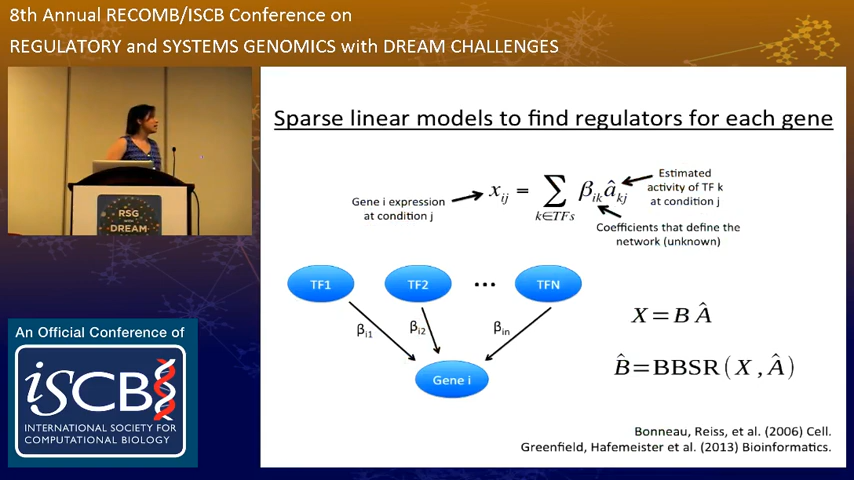 8th Annual RECOMB/ISCB Conference on
REGULATORY and SYSTEMS GENOMICS with DREAM CHALLENGES
RSG
with
DREAM
An Official Conference of
iSCB
INTERNATIONAL SOCIETY FOR
COMPUTATIONAL BIOLOGY
Sparse linear models to find regulators for each gene
Gene i expression
at condition j
x_ij = ∑ β_ik â_kj
k∈TFs
Estimated
activity of TF k
at condition j
Coefficients that define the
network (unknown)
TF1 TF2 ... TFN
β_i1 β_i2 β_in
Gene i
X = B Â
B̂ = BBSR ( X , Â )
Bonneau, Reiss, et al. (2006) Cell.
Greenfield, Hafemeister et al. (2013) Bioinformatics.